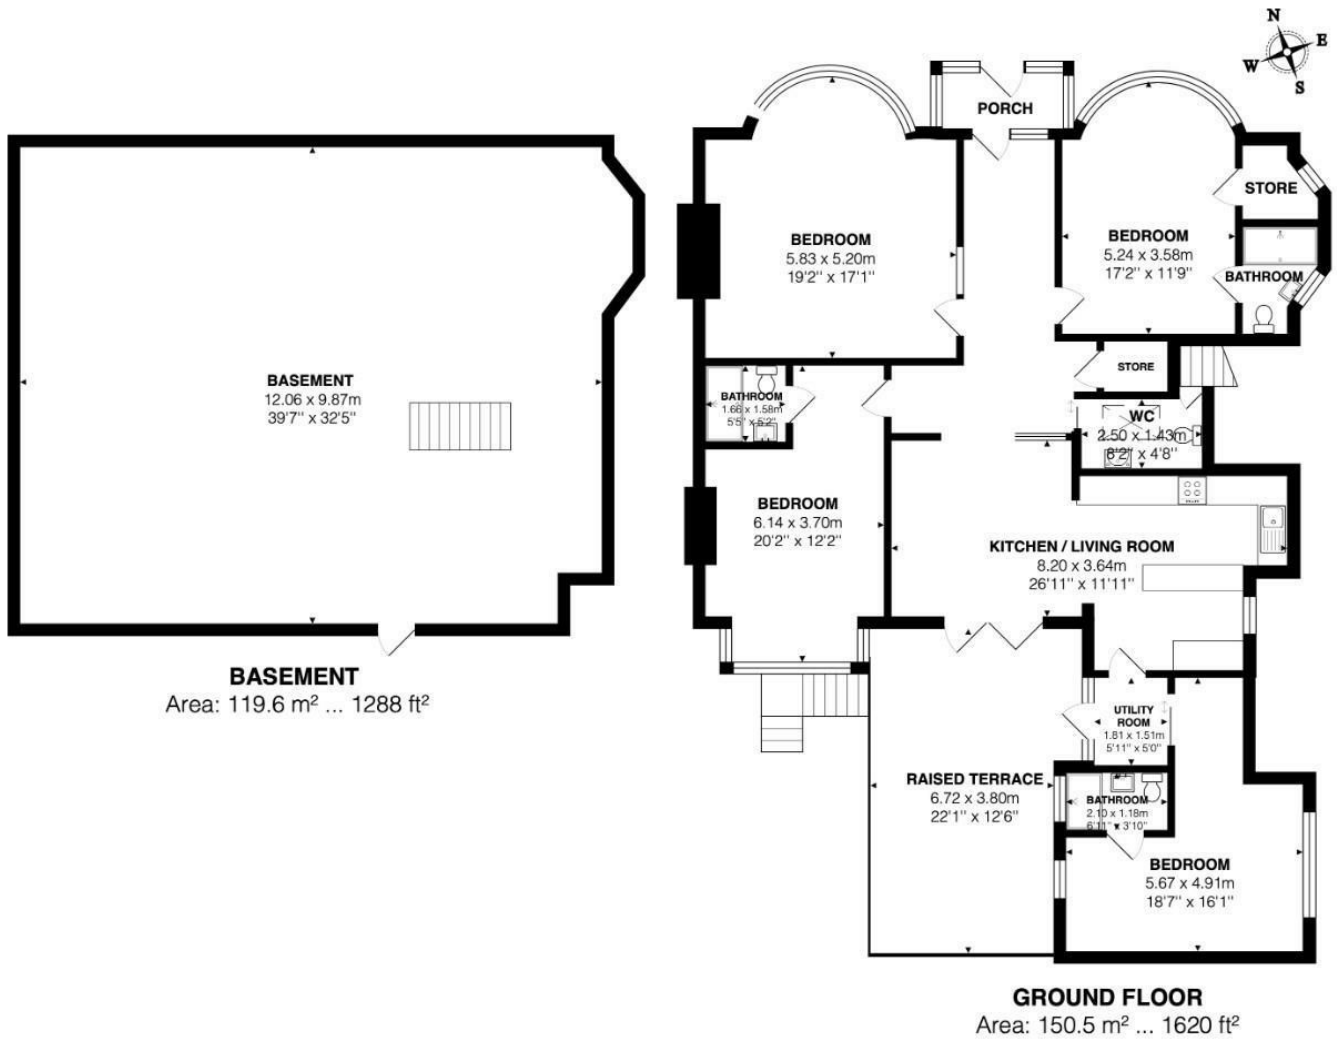 N
E
W
S
PORCH
STORE
BEDROOM
5.83 x 5.20m
19'2" x 17'1"
BEDROOM
5.24 x 3.58m
17'2" x 11'9"
BATHROOM
STORE
BASEMENT
12.06 x 9.87m
39'7" x 32'5"
BATHROOM
1.66 x 1.58m
5'5" x 5'2"
WC
2.50 x 1.43m
8'2" x 4'8"
BEDROOM
6.14 x 3.70m
20'2" x 12'2"
KITCHEN / LIVING ROOM
8.20 x 3.64m
26'11" x 11'11"
BASEMENT
Area: 119.6 m² ... 1288 ft²
UTILITY
ROOM
1.81 x 1.51m
5'11" x 5'0"
RAISED TERRACE
6.72 x 3.80m
22'1" x 12'6"
BATHROOM
2.10 x 1.18m
6'11" x 3'10"
BEDROOM
5.67 x 4.91m
18'7" x 16'1"
GROUND FLOOR
Area: 150.5 m² ... 1620 ft²